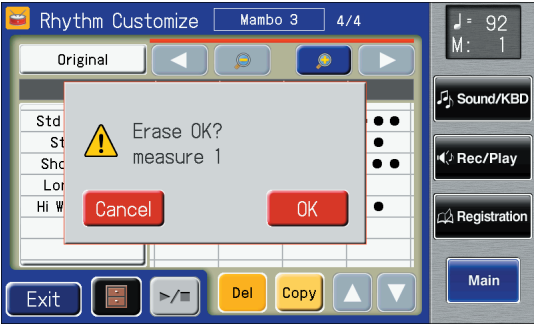 Rhythm Customize
Mambo 3
4/4
♩= 92
M: 1
Original
Std
St
Sho
Lor
Hi W
Erase OK?
measure 1
Cancel
OK
Sound/KBD
Rec/Play
Registration
Main
Exit
►/■
Del
Copy